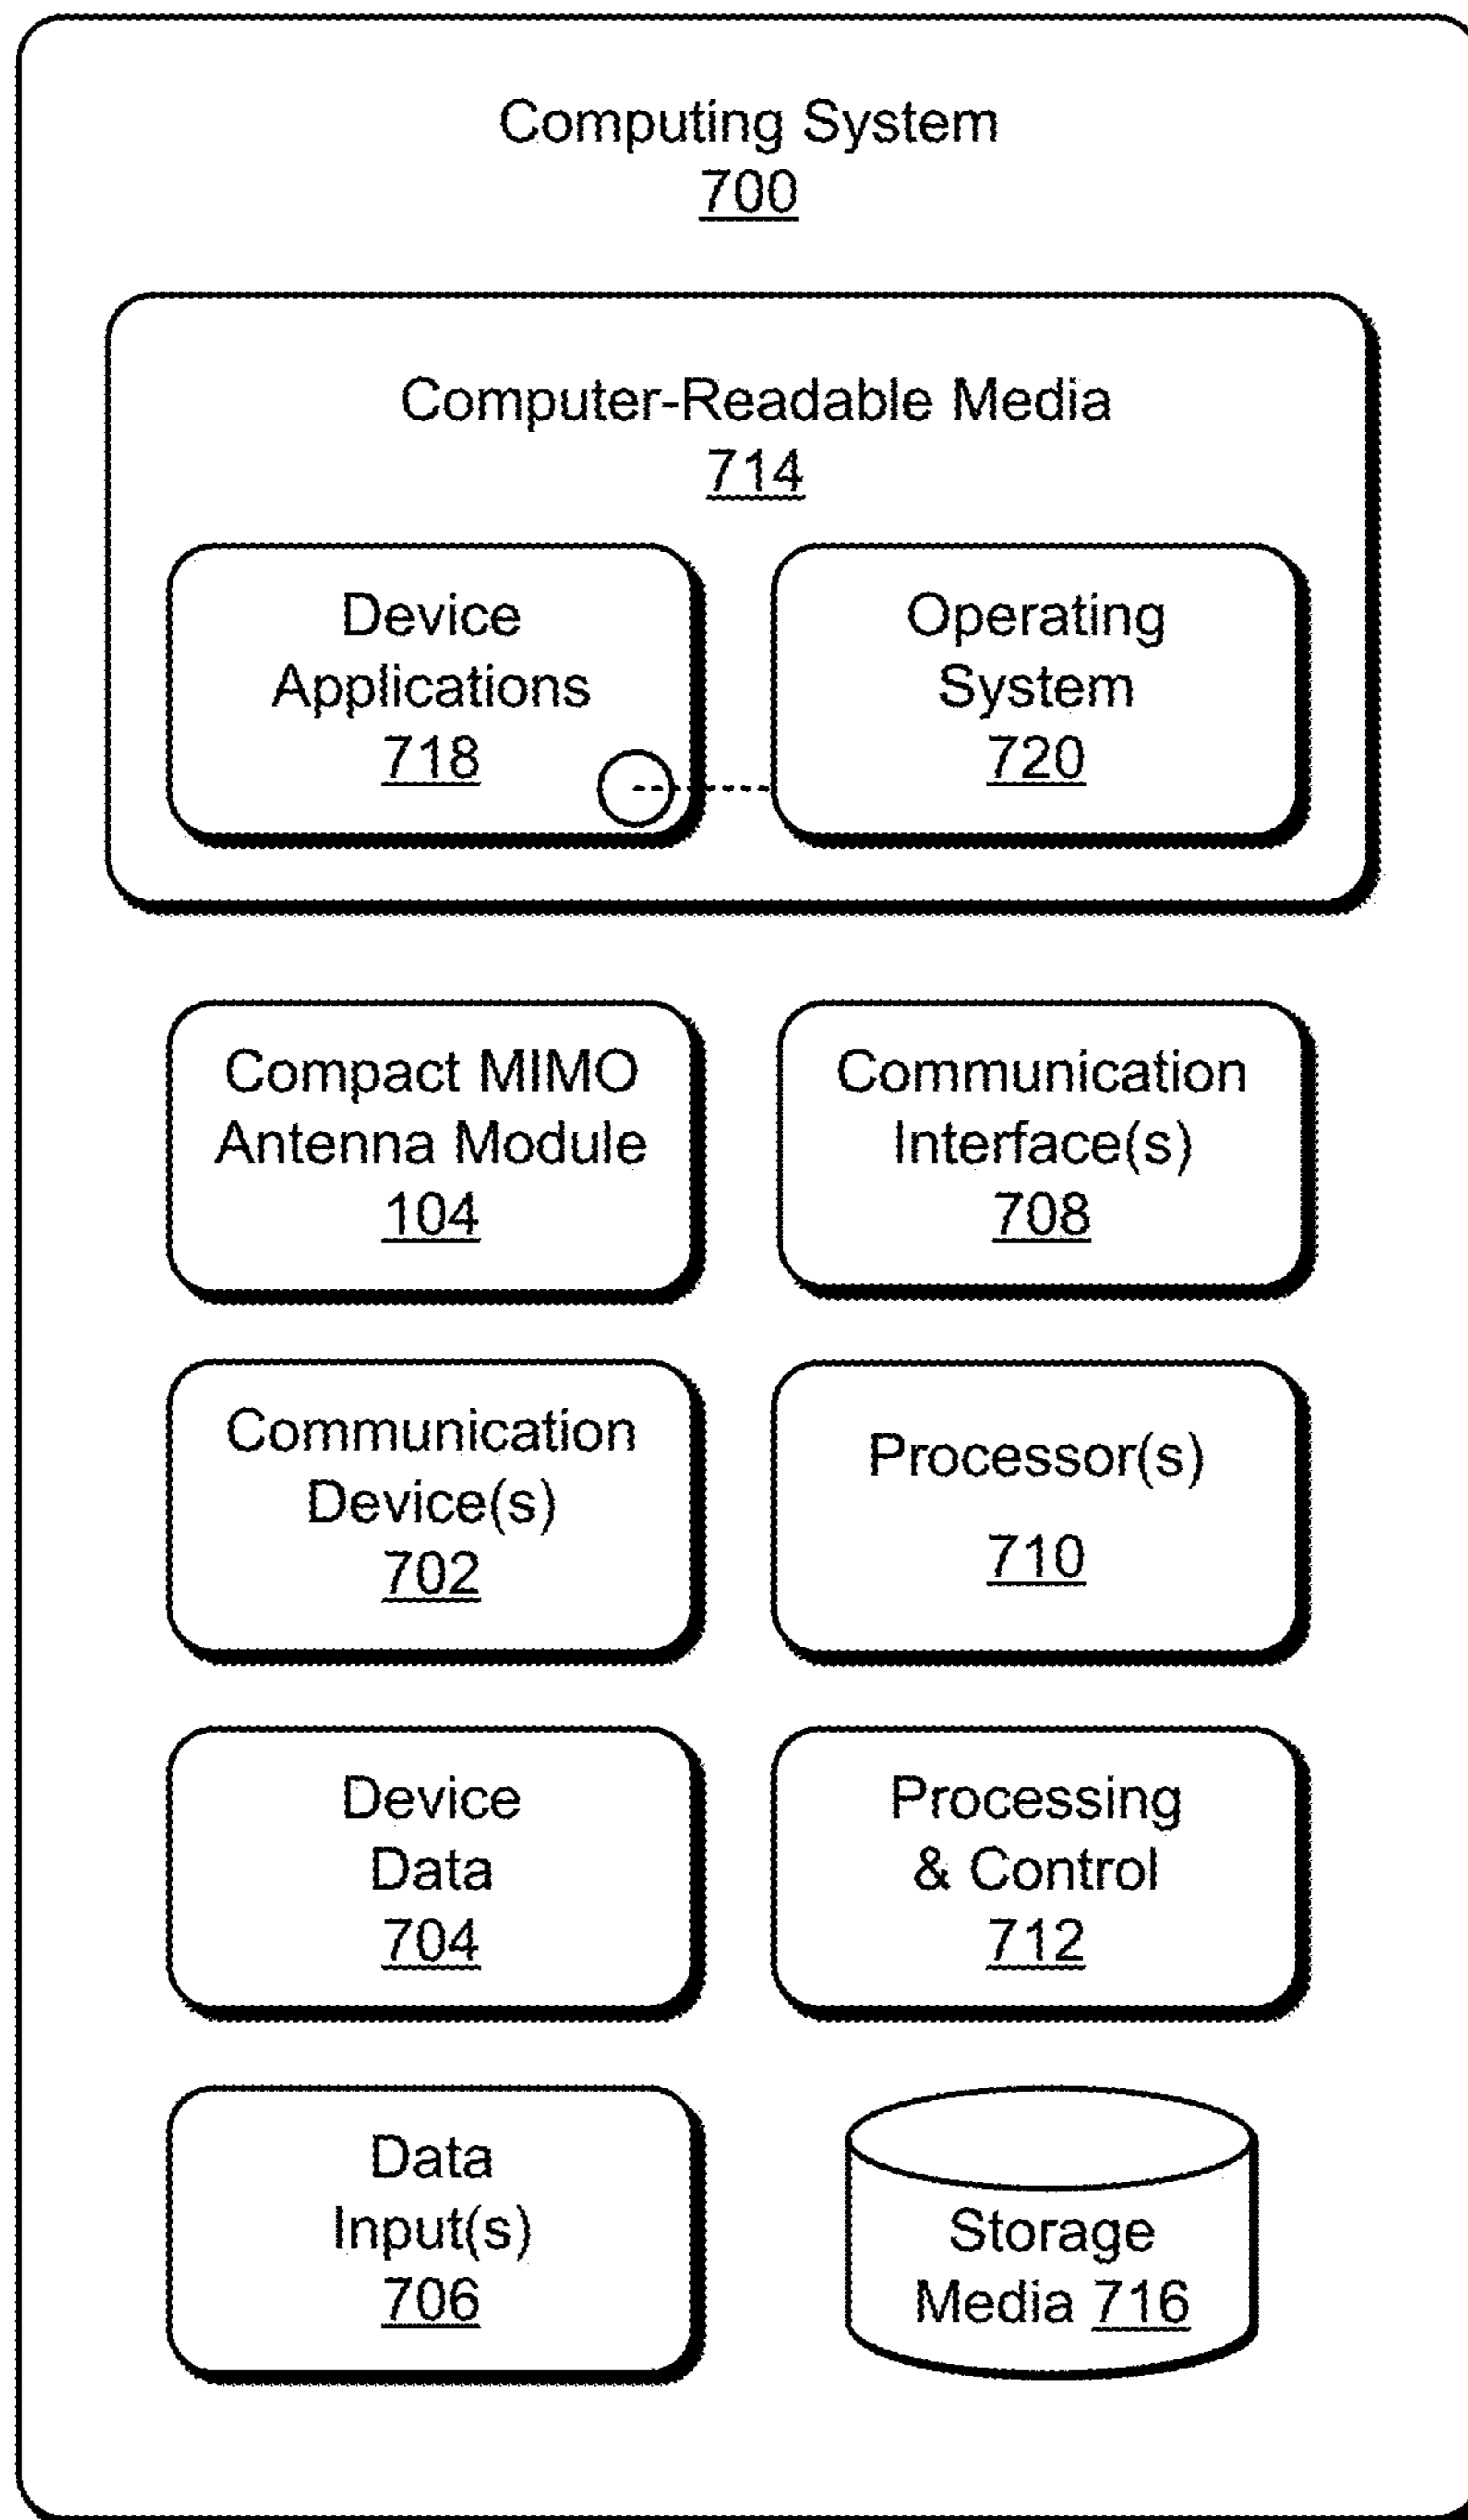 Computing System
700
Computer-Readable Media
714
Device
Applications
718
Operating
System
720
Compact MIMO
Antenna Module
104
Communication
Interface(s)
708
Communication
Device(s)
702
Processor(s)
710
Device
Data
704
Processing
& Control
712
Data
Input(s)
706
Storage
Media 716